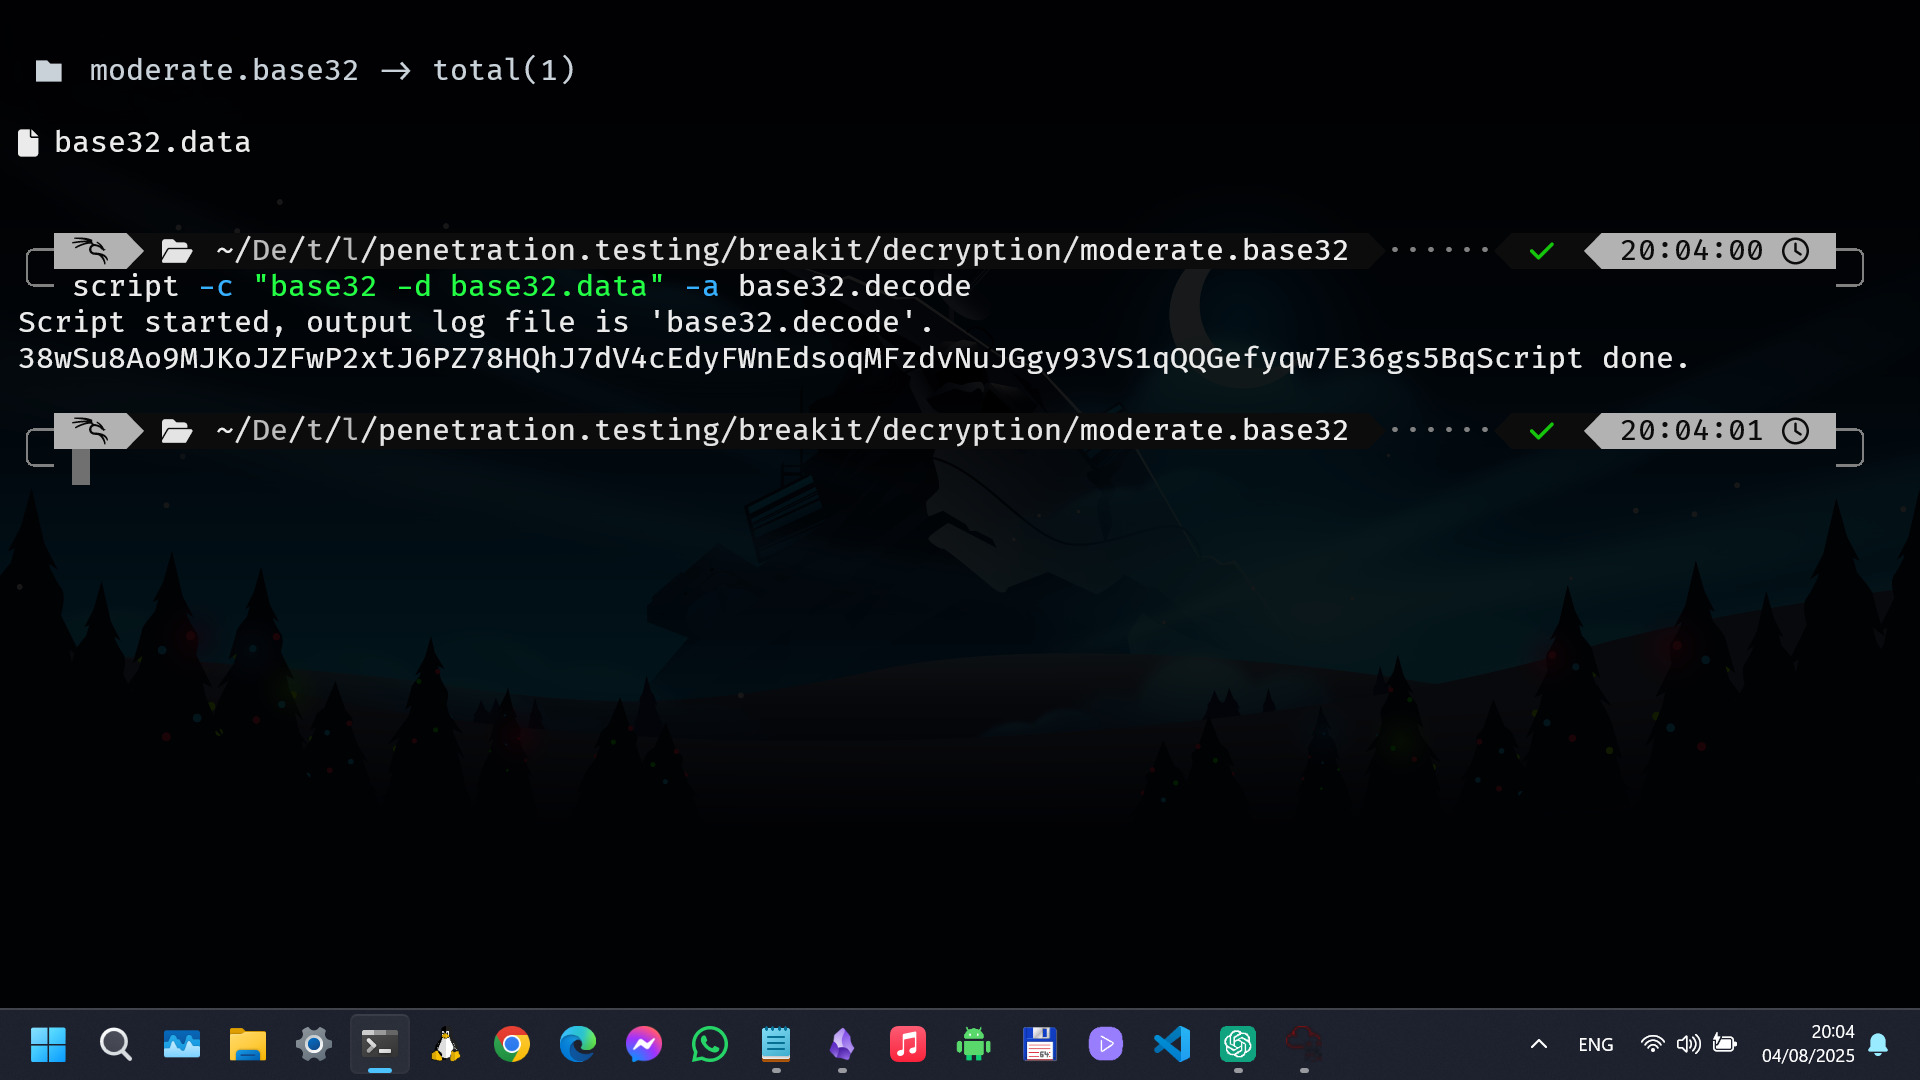 moderate.base32 → total(1)
base32.data
~/De/t/l/penetration.testing/breakit/decryption/moderate.base32 ······ ✓ 20:04:00
script -c "base32 -d base32.data" -a base32.decode
Script started, output log file is 'base32.decode'.
38wSu8Ao9MJKoJZFwP2xtJ6PZ78HQhJ7dV4cEdyFWnEdsoqMFzdvNuJGgy93VS1qQQGefyqw7E36gs5BqScript done.
~/De/t/l/penetration.testing/breakit/decryption/moderate.base32 ······ ✓ 20:04:01
64
ENG
20:04
04/08/2025